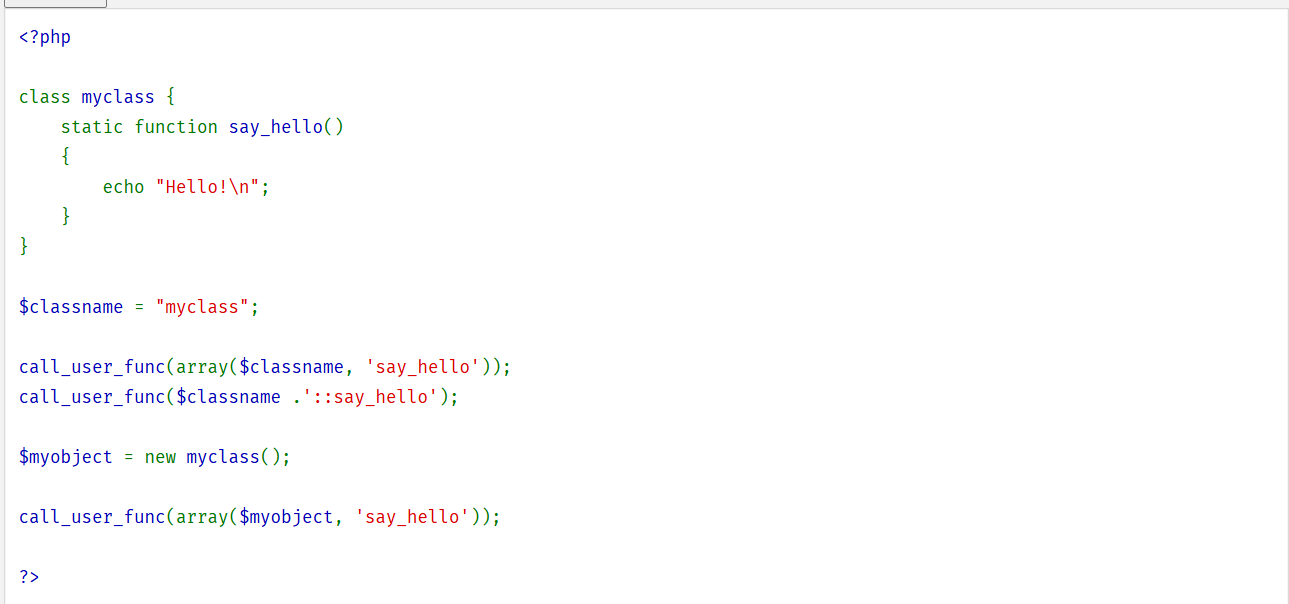 <?php
class myclass {
    static function say_hello()
    {
        echo "Hello!\n";
    }
}
$classname = "myclass";
call_user_func(array($classname, 'say_hello'));
call_user_func($classname .'::say_hello');
$myobject = new myclass();
call_user_func(array($myobject, 'say_hello'));
?>